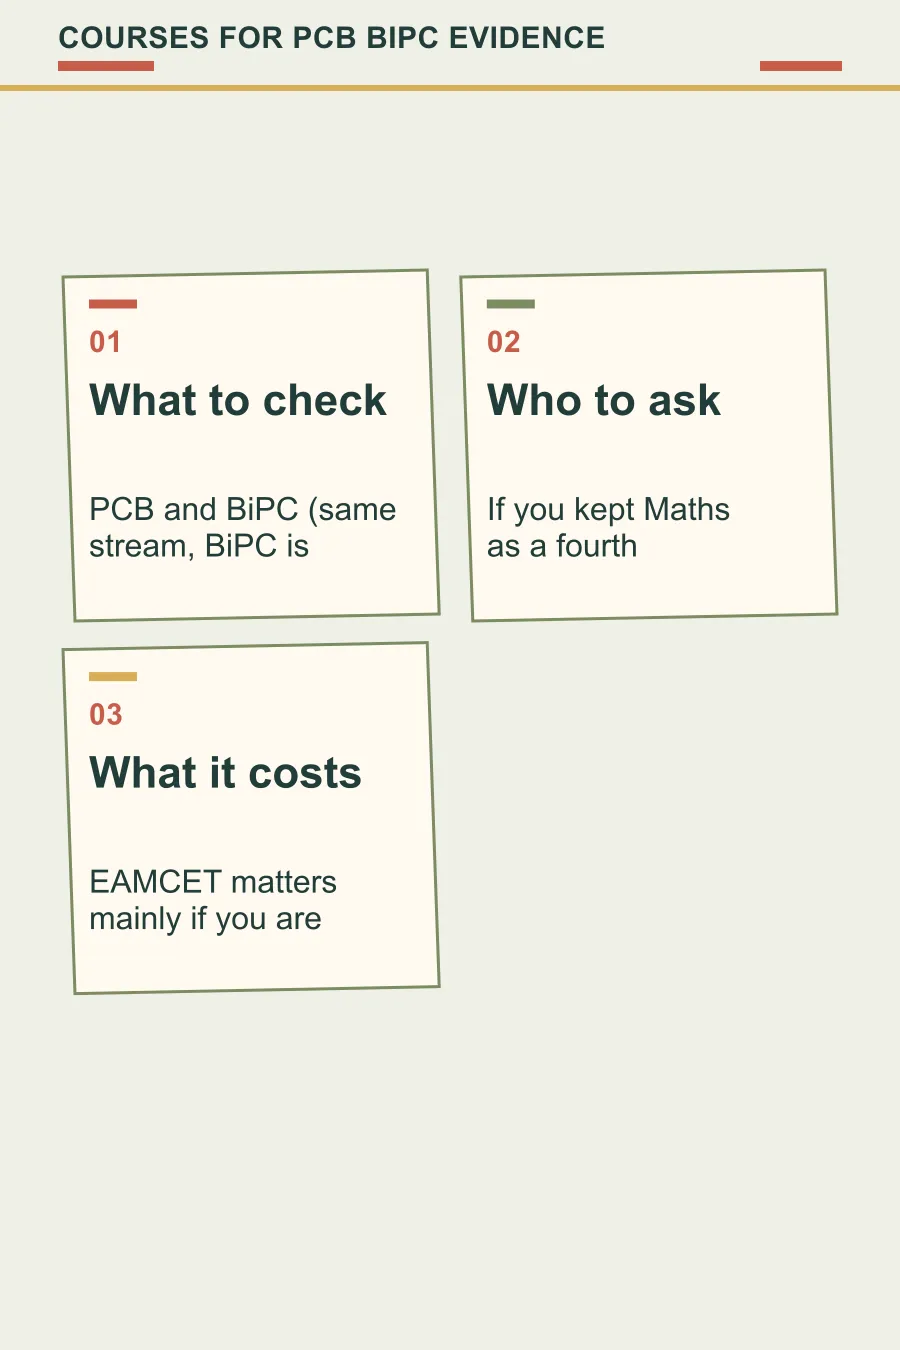 COURSES FOR PCB BIPC EVIDENCE
01
What to check
PCB and BiPC (same
stream, BiPC is
02
Who to ask
If you kept Maths
as a fourth
03
What it costs
EAMCET matters
mainly if you are